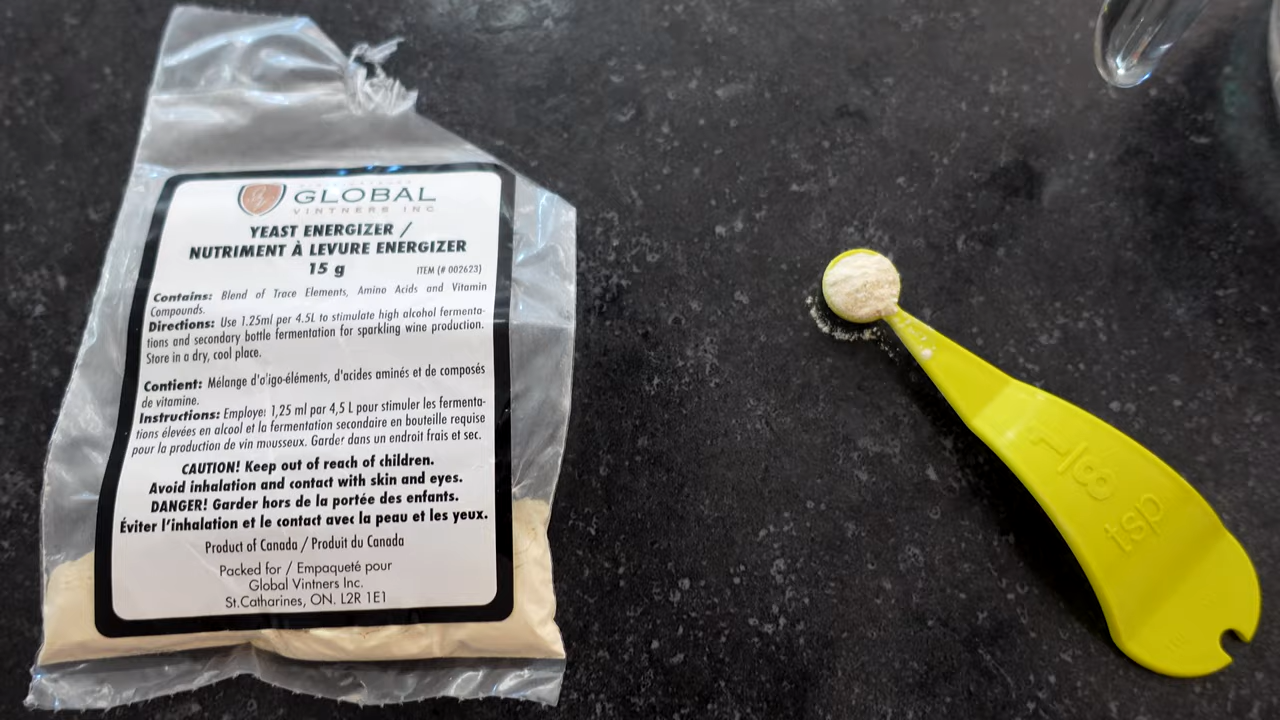 GLOBAL
VINTNERS INC
YEAST ENERGIZER /
NUTRIMENT À LEVURE ENERGIZER
15 g
ITEM (# 002623)
Contains: Blend of Trace Elements, Amino Acids and Vitamin
Compounds.
Directions: Use 1.25ml per 4.5L to stimulate high alcohol fermenta-
tions and secondary bottle fermentation for sparkling wine production.
Store in a dry, cool place.
Contient: Mélange d'o'igo-éléments, d'acides aminés et de composés
de vitamine.
Instructions: Employez 1,25 ml par 4,5 L pour stimuler les fermenta-
tions élevées en alcool et la fermentation secondaire en bouteille requise
pour la production de vin mousseux. Garder dans un endroit frais et sec.
CAUTION! Keep out of reach of children.
Avoid inhalation and contact with skin and eyes.
DANGER! Garder hors de la portée des enfants.
Éviter l'inhalation et le contact avec la peau et les yeux.
Product of Canada / Produit du Canada
Packed for / Empaqueté pour
Global Vintners Inc.
St.Catharines, ON. L2R 1E1
1/8
tsp